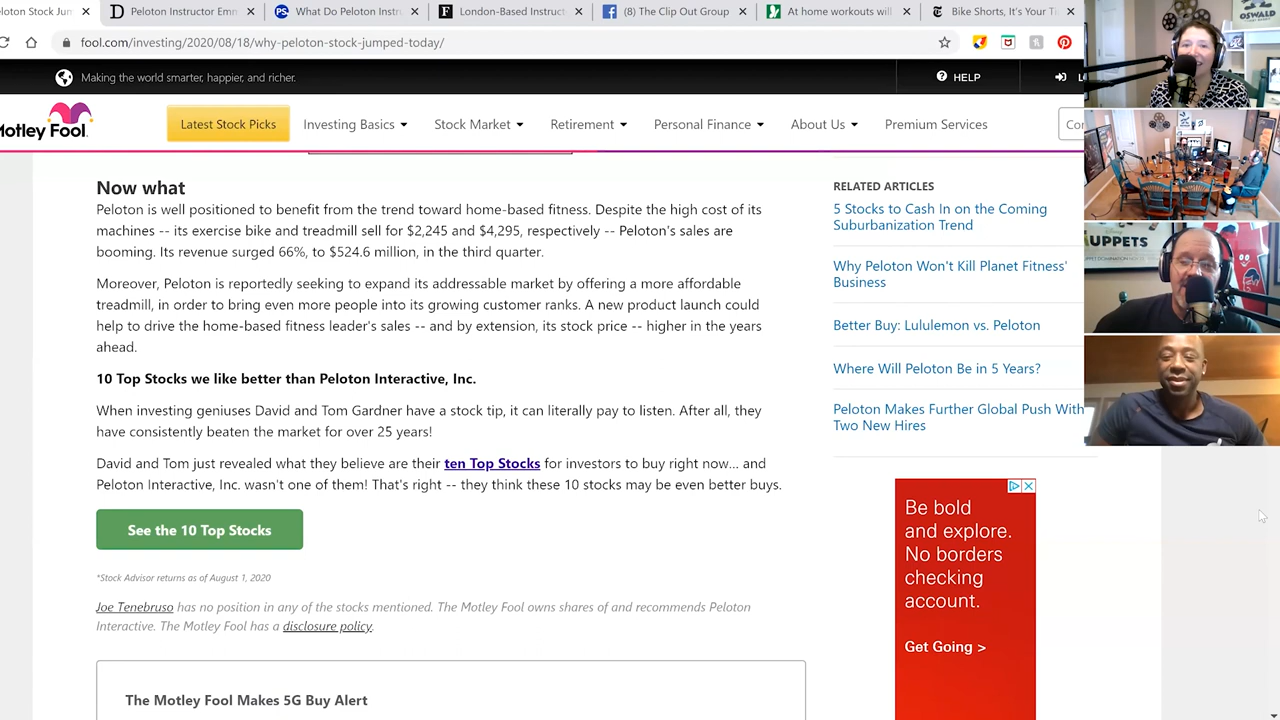 eloton Stock Jun
Peloton Instructor Emm
What Do Peloton Instru
London-Based Instruct
(8) The Clip Out Group
At home workouts will
Bike Shorts, It's Your Ti
fool.com/investing/2020/08/18/why-peloton-stock-jumped-today/
Making the world smarter, happier, and richer.
HELP
Motley Fool.
Latest Stock Picks
Investing Basics
Stock Market
Retirement
Personal Finance
About Us
Premium Services
Now what
Peloton is well positioned to benefit from the trend toward home-based fitness. Despite the high cost of its
machines -- its exercise bike and treadmill sell for $2,245 and $4,295, respectively -- Peloton's sales are
booming. Its revenue surged 66%, to $524.6 million, in the third quarter.
Moreover, Peloton is reportedly seeking to expand its addressable market by offering a more affordable
treadmill, in order to bring even more people into its growing customer ranks. A new product launch could
help to drive the home-based fitness leader's sales -- and by extension, its stock price -- higher in the years
ahead.
10 Top Stocks we like better than Peloton Interactive, Inc.
When investing geniuses David and Tom Gardner have a stock tip, it can literally pay to listen. After all, they
have consistently beaten the market for over 25 years!
David and Tom just revealed what they believe are their ten Top Stocks for investors to buy right now... and
Peloton Interactive, Inc. wasn't one of them! That's right -- they think these 10 stocks may be even better buys.
See the 10 Top Stocks
*Stock Advisor returns as of August 1, 2020
Joe Tenebruso has no position in any of the stocks mentioned. The Motley Fool owns shares of and recommends Peloton
Interactive. The Motley Fool has a disclosure policy.
The Motley Fool Makes 5G Buy Alert
RELATED ARTICLES
5 Stocks to Cash In on the Coming
Suburbanization Trend
Why Peloton Won't Kill Planet Fitness'
Business
Better Buy: Lululemon vs. Peloton
Where Will Peloton Be in 5 Years?
Peloton Makes Further Global Push With
Two New Hires
Be bold
and explore.
No borders
checking
account.
Get Going >
OSWALD
UPPETS